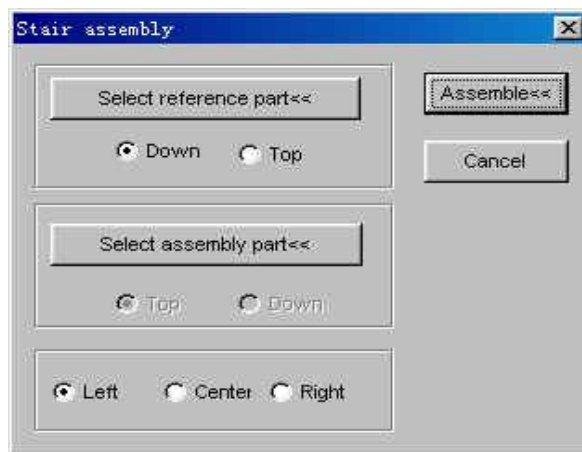 Stair assembly
Select reference part<<
Assemble<<
Down Top
Cancel
Select assembly part<<
Top Down
Left Center Right